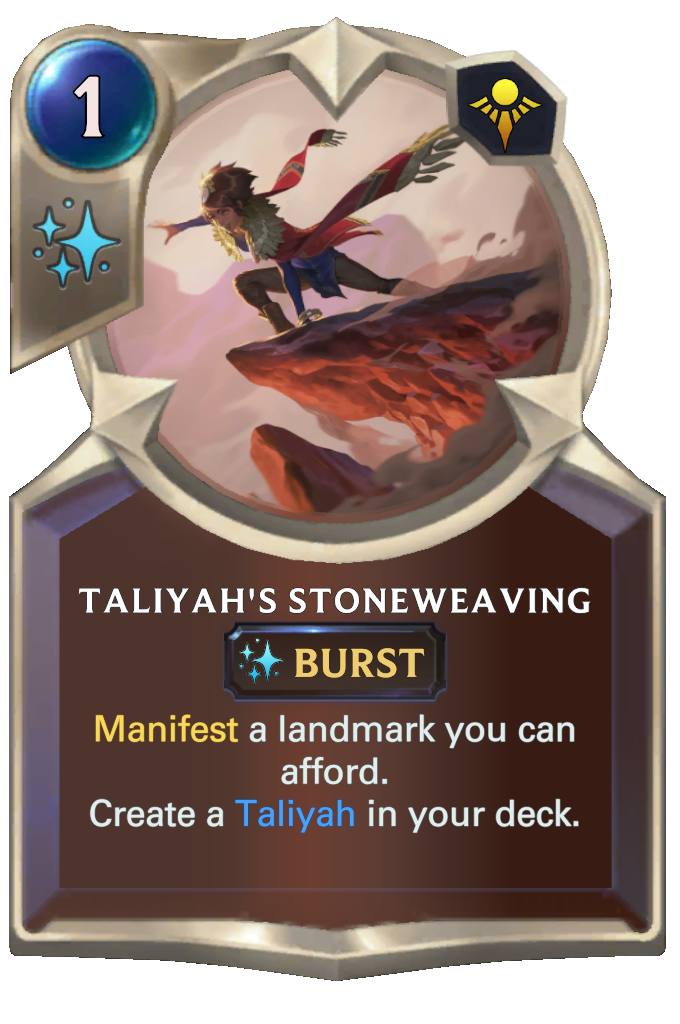 1
TALIYAH'S STONEWEAVING
BURST
Manifest a landmark you can
afford.
Create a Taliyah in your deck.